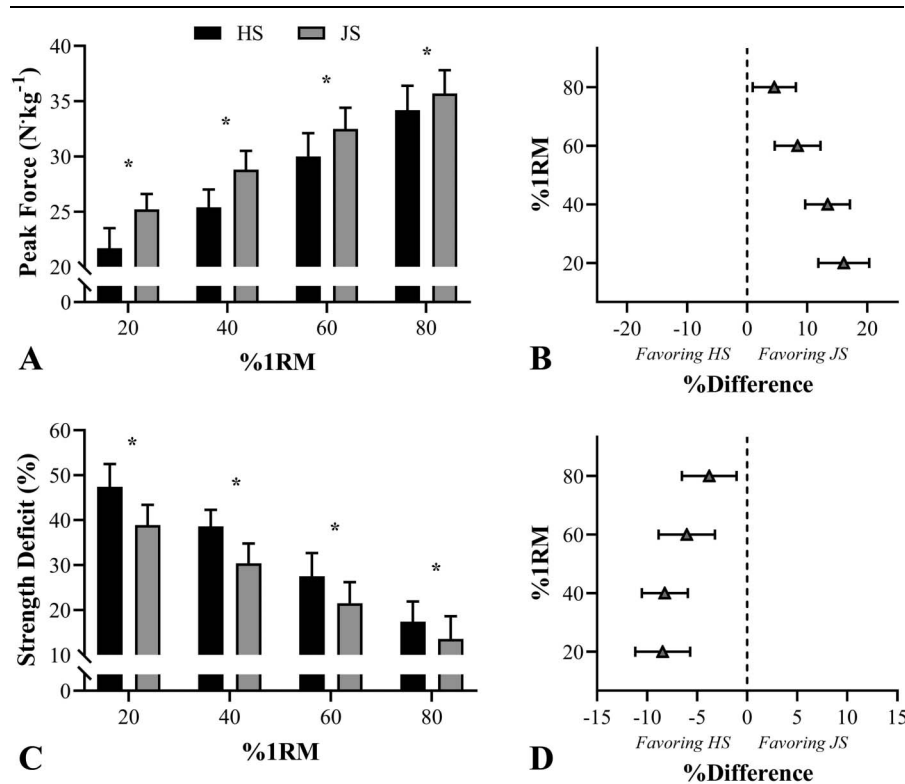 HS JS
Peak Force (N·kg-1)
40
35
30
25
20
0
*
*
*
*
20 40 60 80
%1RM
A
%1RM
80
60
40
20
-20 -10 0 10 20
Favoring HS Favoring JS
%Difference
B
Strength Deficit (%)
60
50
40
30
20
10
0
*
*
*
*
20 40 60 80
%1RM
C
%1RM
80
60
40
20
-15 -10 -5 0 5 10 15
Favoring HS Favoring JS
%Difference
D